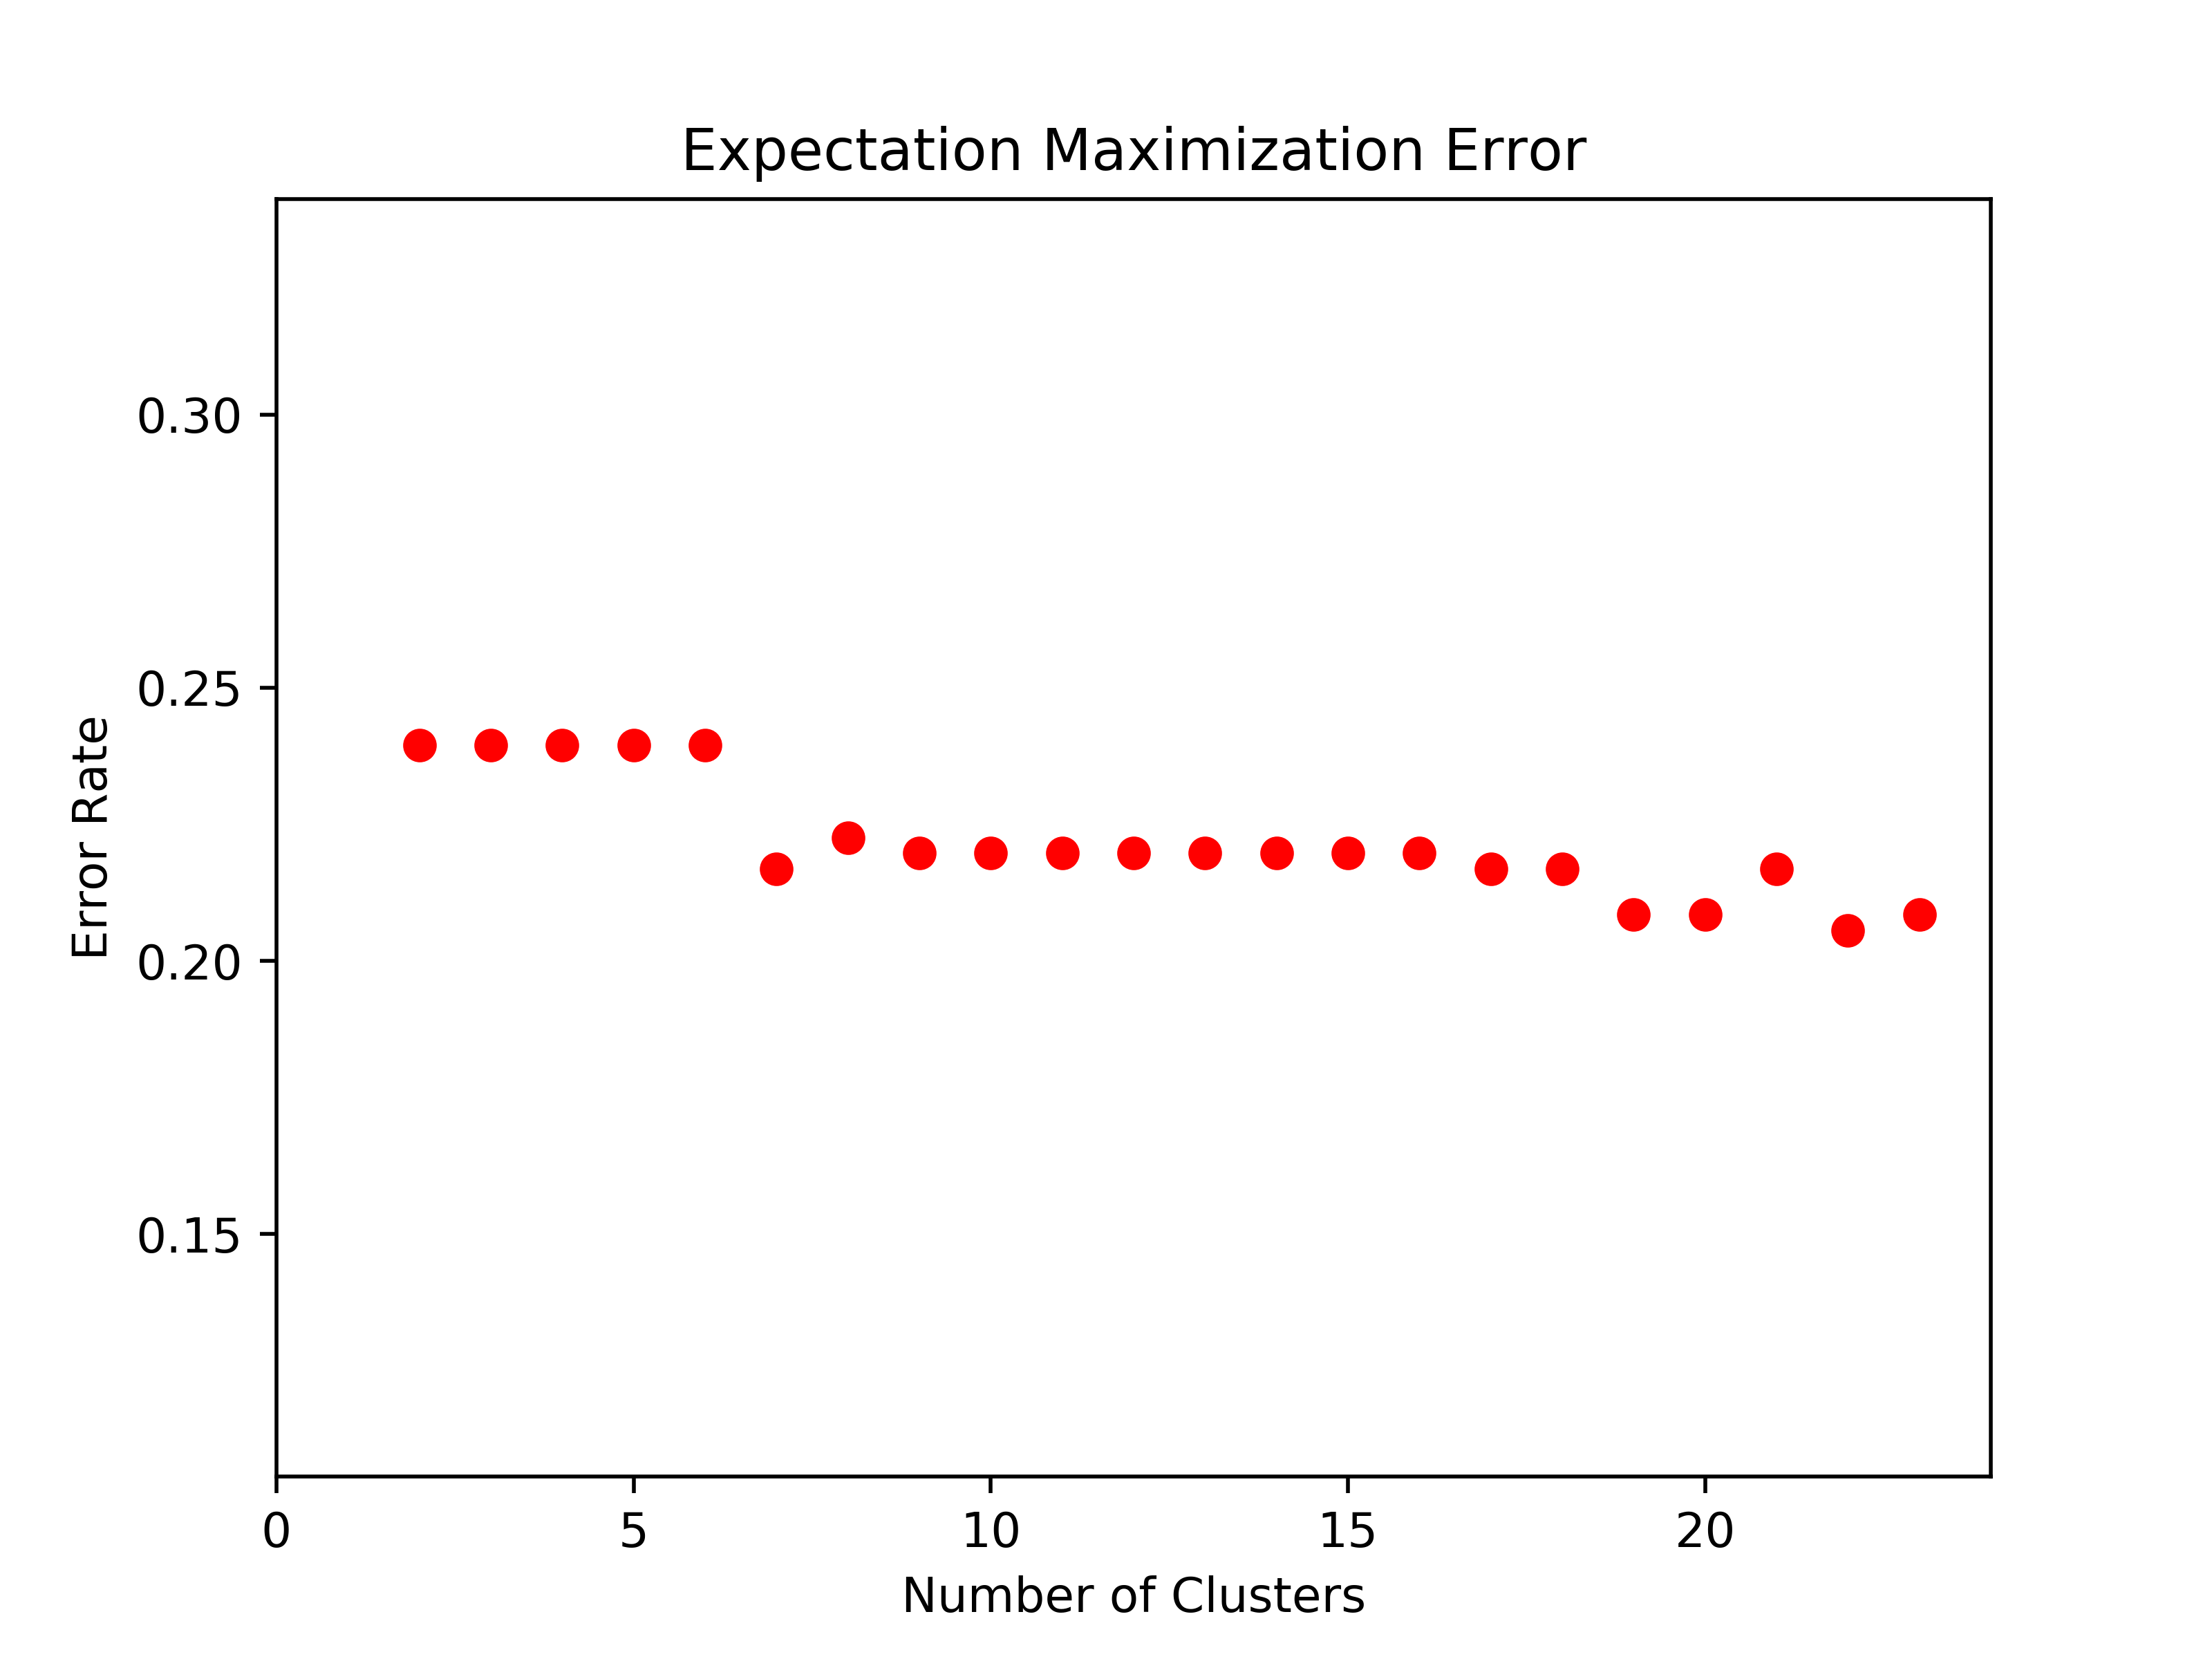 Expectation Maximization Error
0.30
0.25
0.20
0.15
Error Rate
0 5 10 15 20
Number of Clusters